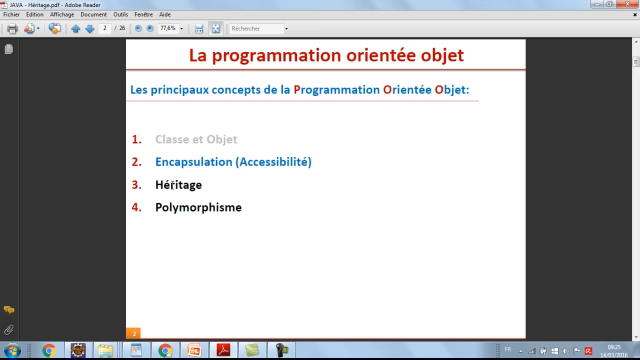 JAVA - Héritage.pdf - Adobe Reader
Fichier Edition Affichage Document Outils Fenêtre Aide
2 / 26 77,6% Rechercher
La programmation orientée objet
Les principaux concepts de la Programmation Orientée Objet:
1. Classe et Objet
2. Encapsulation (Accessibilité)
3. Héritage
4. Polymorphisme
2
FR 09:25
14/03/2016